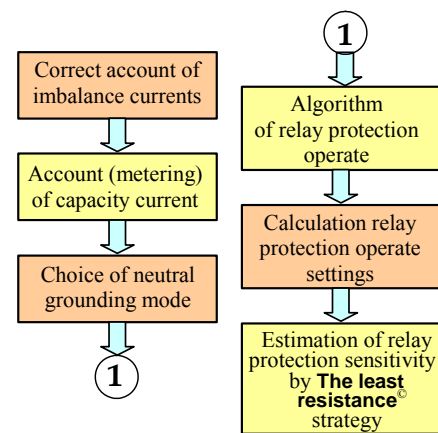 Correct account of
imbalance currents
Account (metering)
of capacity current
Choice of neutral
grounding mode
1
1
Algorithm
of relay protection
operate
Calculation relay
protection operate
settings
Estimation of relay
protection sensitivity
by The least
resistance©
strategy